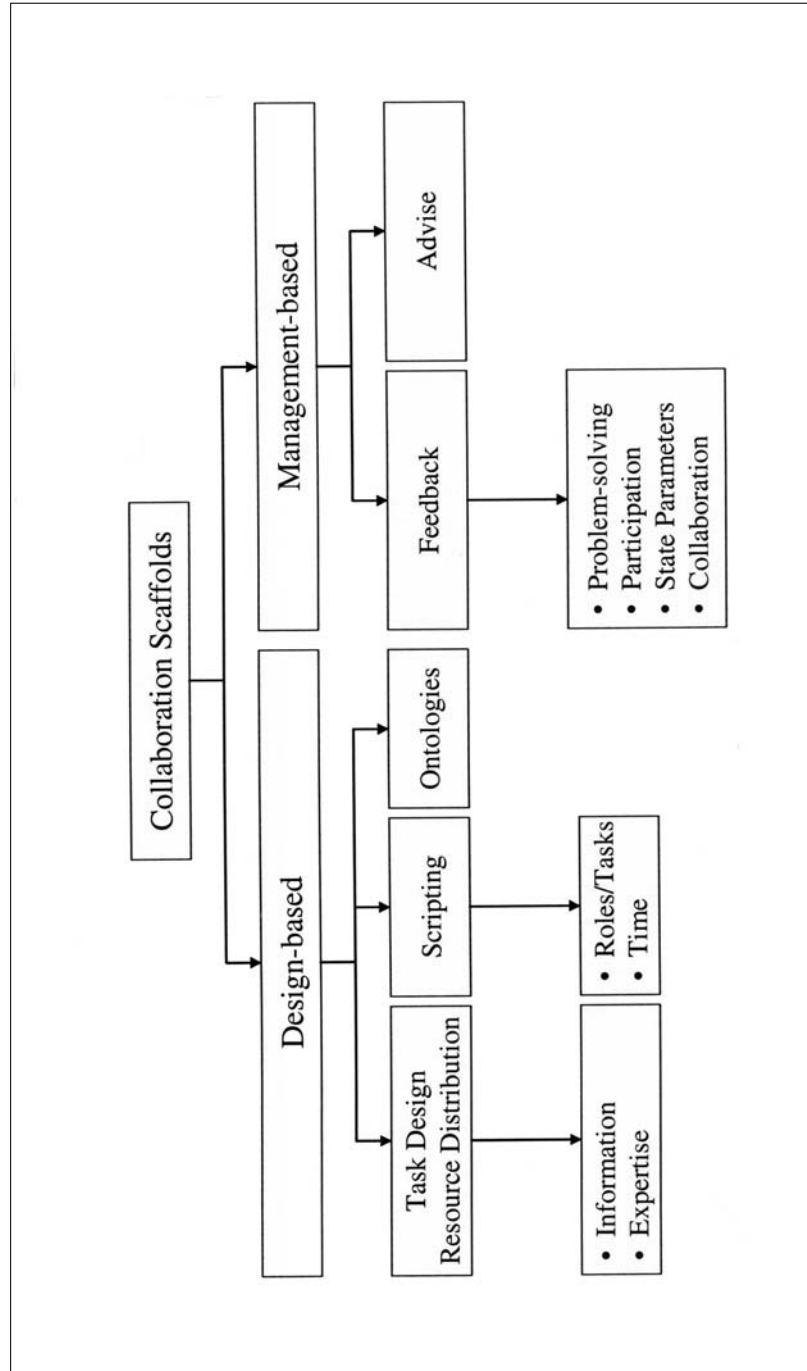 Collaboration Scaffolds
Design-based
Management-based
Task Design
Resource Distribution
Scripting
Ontologies
Feedback
Advise
• Information
• Expertise
• Roles/Tasks
• Time
• Problem-solving
• Participation
• State Parameters
• Collaboration